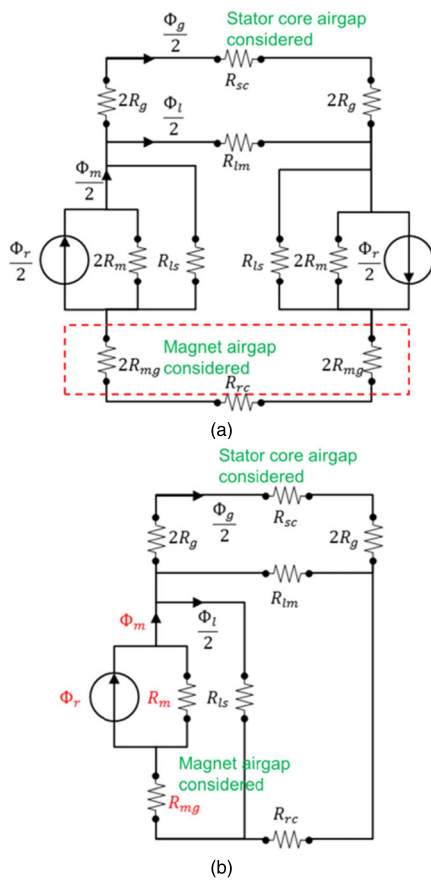 Stator core airgap
considered
Φg/2
Rsc
2Rg
2Rg
Φl/2
Rlm
Φm/2
Φr/2
2Rm
Rls
Rls
2Rm
Φr/2
2Rmg
Magnet airgap
considered
2Rmg
Rrc
(a)
Stator core airgap
considered
Φg/2
Rsc
2Rg
2Rg
Rlm
Φm
Φl/2
Φr
Rm
Rls
Magnet airgap
considered
Rmg
Rrc
(b)